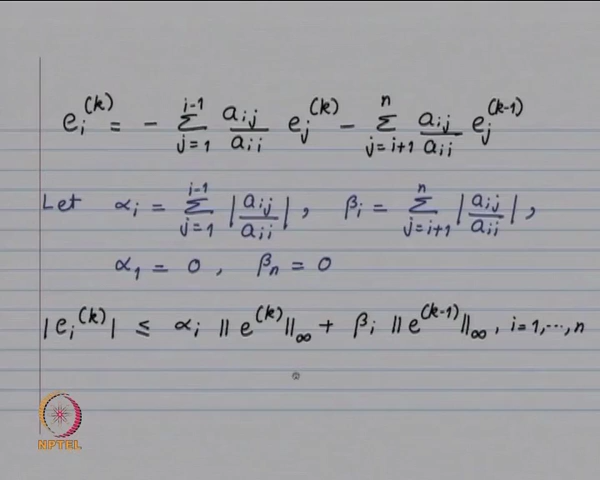 e_i^(k) = - Σ_{j=1}^{i-1} a_ij/a_ii e_j^(k) - Σ_{j=i+1}^{n} a_ij/a_ii e_j^(k-1)
Let α_i = Σ_{j=1}^{i-1} |a_ij/a_ii| , β_i = Σ_{j=i+1}^{n} |a_ij/a_ii| ,
α_1 = 0 , β_n = 0
|e_i^(k)| ≤ α_i ||e^(k)||_∞ + β_i ||e^(k-1)||_∞ , i=1,...,n
NPTEL